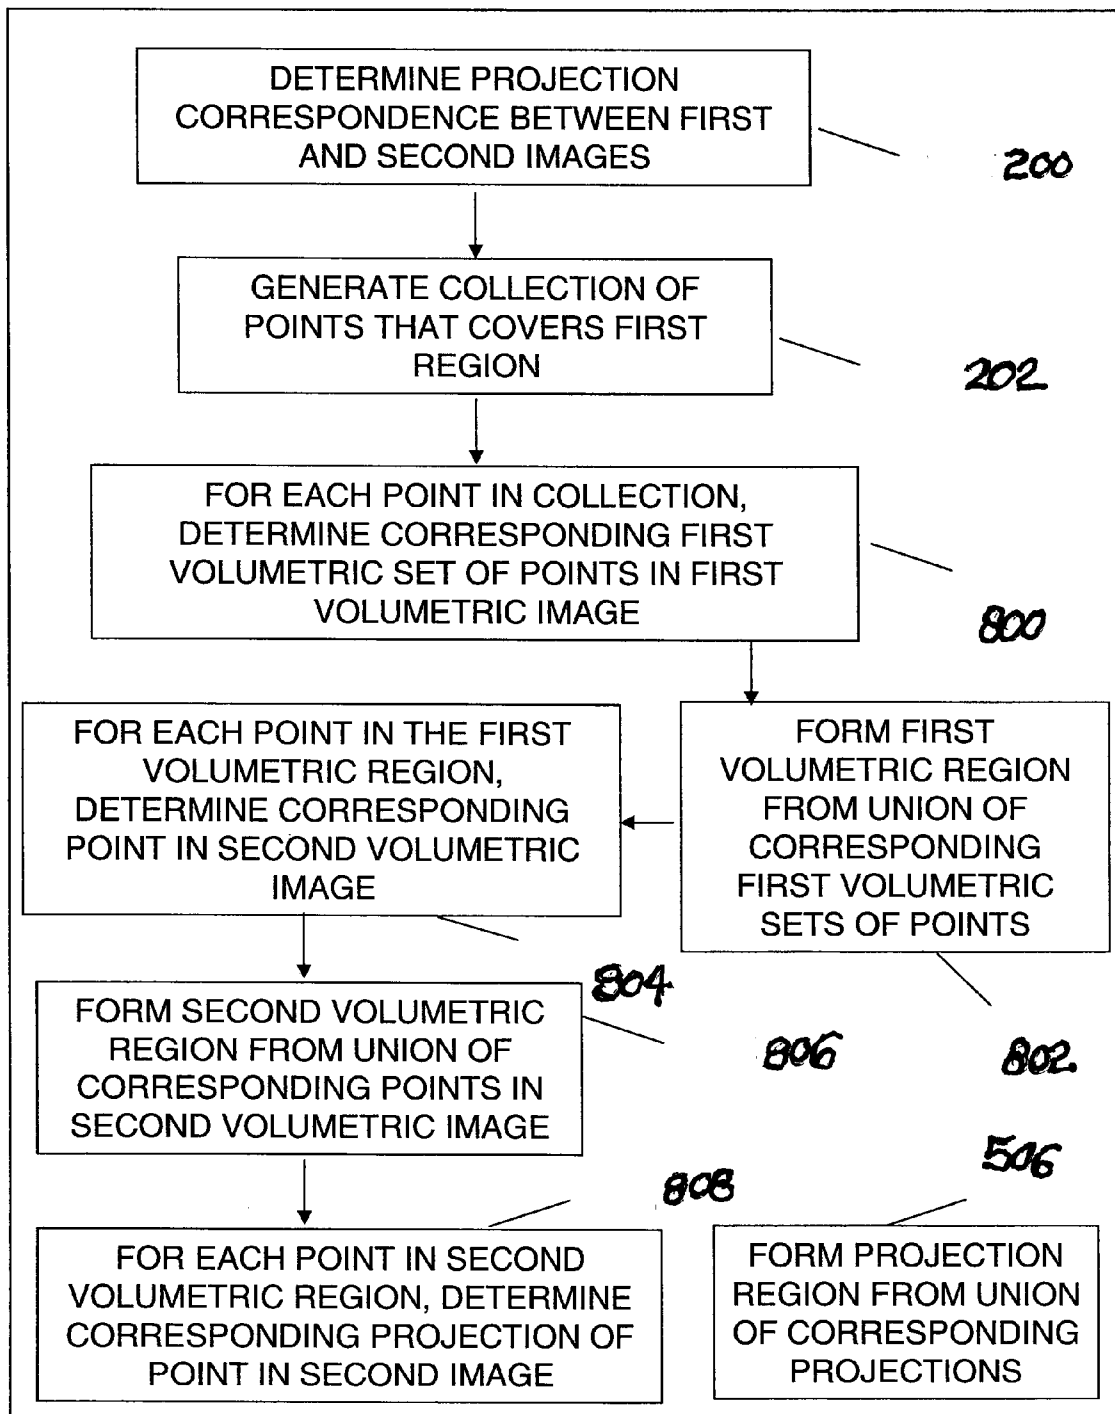 DETERMINE PROJECTION
CORRESPONDENCE BETWEEN FIRST
AND SECOND IMAGES
200
GENERATE COLLECTION OF
POINTS THAT COVERS FIRST
REGION
202
FOR EACH POINT IN COLLECTION,
DETERMINE CORRESPONDING FIRST
VOLUMETRIC SET OF POINTS IN FIRST
VOLUMETRIC IMAGE
800
FORM FIRST
VOLUMETRIC REGION
FROM UNION OF
CORRESPONDING
FIRST VOLUMETRIC
SETS OF POINTS
802
FOR EACH POINT IN THE FIRST
VOLUMETRIC REGION,
DETERMINE CORRESPONDING
POINT IN SECOND VOLUMETRIC
IMAGE
804
FORM SECOND VOLUMETRIC
REGION FROM UNION OF
CORRESPONDING POINTS IN
SECOND VOLUMETRIC IMAGE
806
808
FOR EACH POINT IN SECOND
VOLUMETRIC REGION, DETERMINE
CORRESPONDING PROJECTION OF
POINT IN SECOND IMAGE
506
FORM PROJECTION
REGION FROM UNION
OF CORRESPONDING
PROJECTIONS